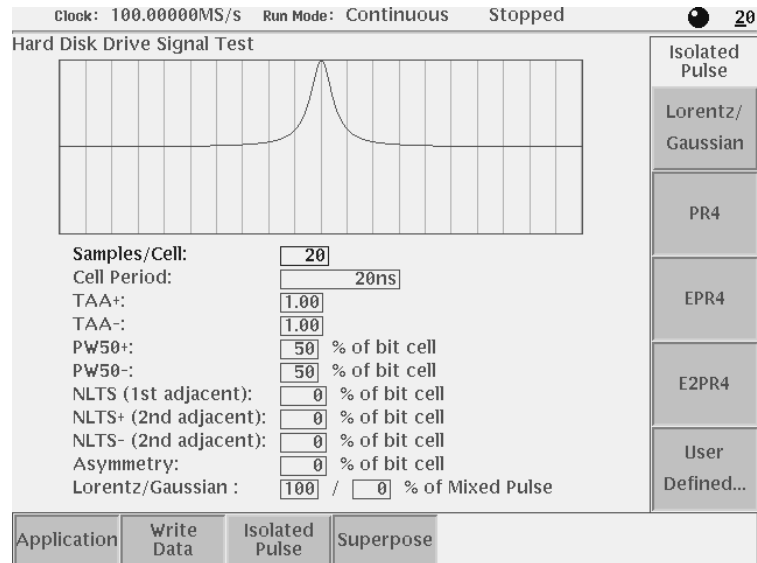 Clock: 100.00000MS/s Run Mode: Continuous Stopped 20
Hard Disk Drive Signal Test
Samples/Cell: 20
Cell Period: 20ns
TAA+: 1.00
TAA-: 1.00
PW50+: 50 % of bit cell
PW50-: 50 % of bit cell
NLTS (1st adjacent): 0 % of bit cell
NLTS+ (2nd adjacent): 0 % of bit cell
NLTS- (2nd adjacent): 0 % of bit cell
Asymmetry: 0 % of bit cell
Lorentz/Gaussian : 100 / 0 % of Mixed Pulse
Isolated
Pulse
Lorentz/
Gaussian
PR4
EPR4
E2PR4
User
Defined...
Application
Write
Data
Isolated
Pulse
Superpose